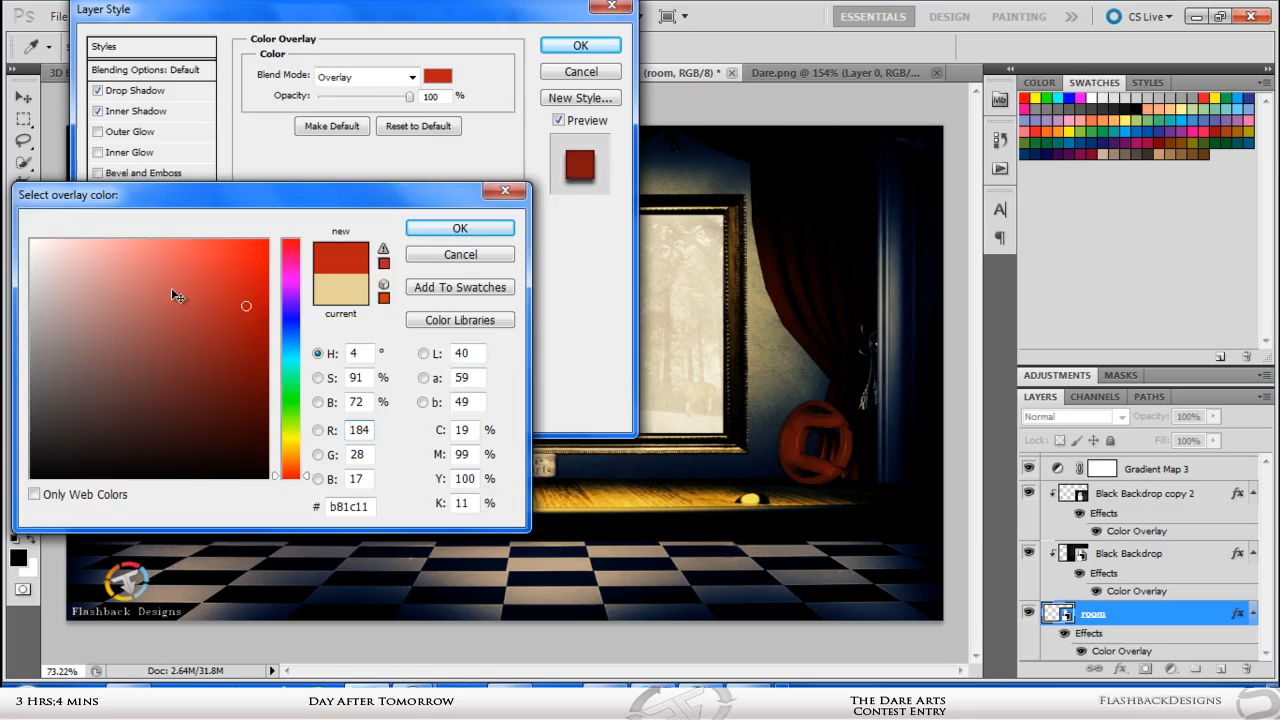 Layer Style
Ps
File
ESSENTIALS
DESIGN
PAINTING
CS Live
Styles
Blending Options: Default
Drop Shadow
Inner Shadow
Outer Glow
Inner Glow
Bevel and Emboss
Color Overlay
Color
Blend Mode: Overlay
Opacity: 100 %
Make Default
Reset to Default
OK
Cancel
New Style...
Preview
(room, RGB/8) *
Dare.png @ 154% (Layer 0, RGB/...
Select overlay color:
new
current
OK
Cancel
Add To Swatches
Color Libraries
H: 4 °
S: 91 %
B: 72 %
R: 184
G: 28
B: 17
# b81c11
L: 40
a: 59
b: 49
C: 19 %
M: 99 %
Y: 100 %
K: 11 %
Only Web Colors
Flashback Designs
73.22%
Doc: 2.64M/31.8M
Mb
COLOR
SWATCHES
STYLES
ADJUSTMENTS
MASKS
LAYERS
CHANNELS
PATHS
Normal
Opacity: 100%
Lock:
Fill: 100%
Gradient Map 3
Black Backdrop copy 2
fx
Effects
Color Overlay
Black Backdrop
fx
Effects
Color Overlay
room
fx
Effects
Color Overlay
3 Hrs;4 mins
Day After Tomorrow
The Dare Arts
Contest Entry
FlashbackDesigns